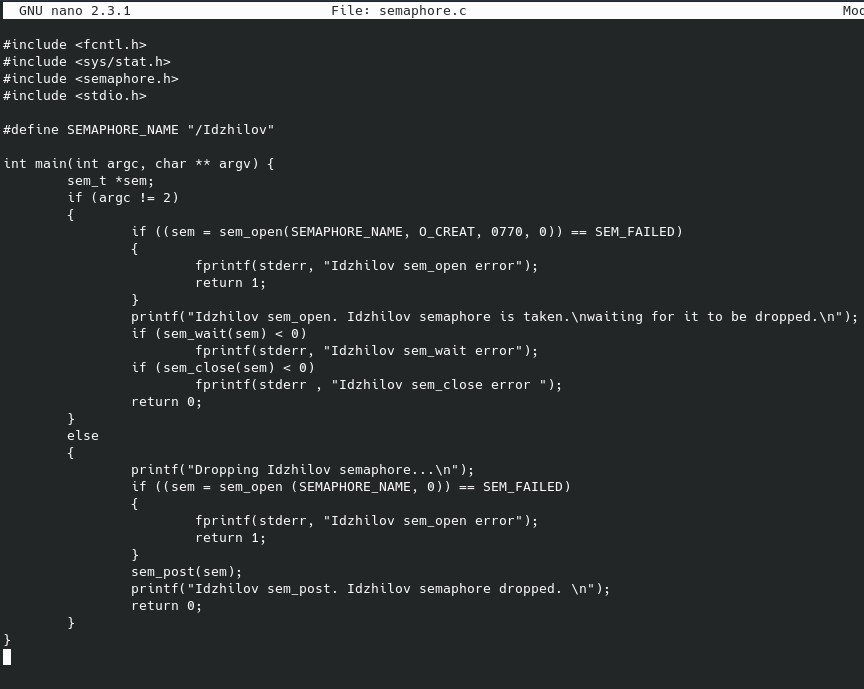 GNU nano 2.3.1 File: semaphore.c
#include <fcntl.h>
#include <sys/stat.h>
#include <semaphore.h>
#include <stdio.h>
#define SEMAPHORE_NAME "/Idzhilov"
int main(int argc, char ** argv) {
sem_t *sem;
if (argc != 2)
{
if ((sem = sem_open(SEMAPHORE_NAME, O_CREAT, 0770, 0)) == SEM_FAILED)
{
fprintf(stderr, "Idzhilov sem_open error");
return 1;
}
printf("Idzhilov sem_open. Idzhilov semaphore is taken.\nwaiting for it to be dropped.\n");
if (sem_wait(sem) < 0)
fprintf(stderr, "Idzhilov sem_wait error");
if (sem_close(sem) < 0)
fprintf(stderr , "Idzhilov sem_close error ");
return 0;
}
else
{
printf("Dropping Idzhilov semaphore...\n");
if ((sem = sem_open (SEMAPHORE_NAME, 0)) == SEM_FAILED)
{
fprintf(stderr, "Idzhilov sem_open error");
return 1;
}
sem_post(sem);
printf("Idzhilov sem_post. Idzhilov semaphore dropped. \n");
return 0;
}
}